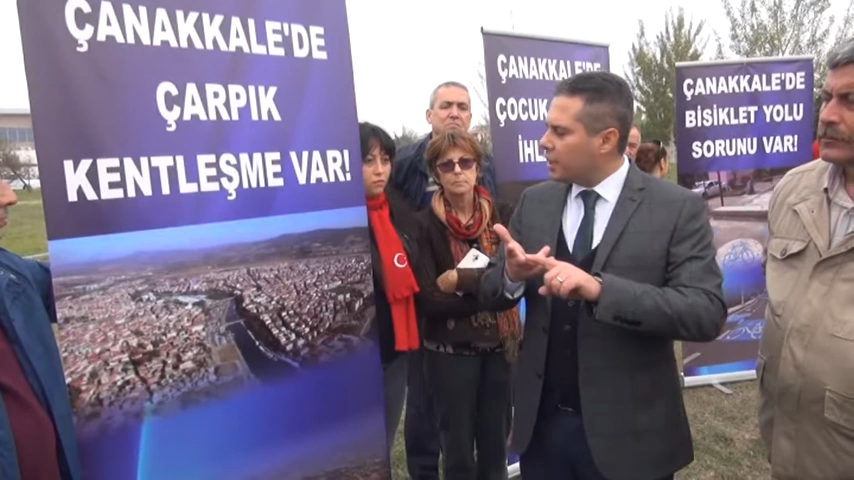 ÇANAKKALE'DE
ÇARPIK
KENTLEŞME VAR!
ÇANAKKALE'DE
ÇOCUK
ÇANAKKALE'DE
BİSİKLET YOLU
SORUNU VAR!